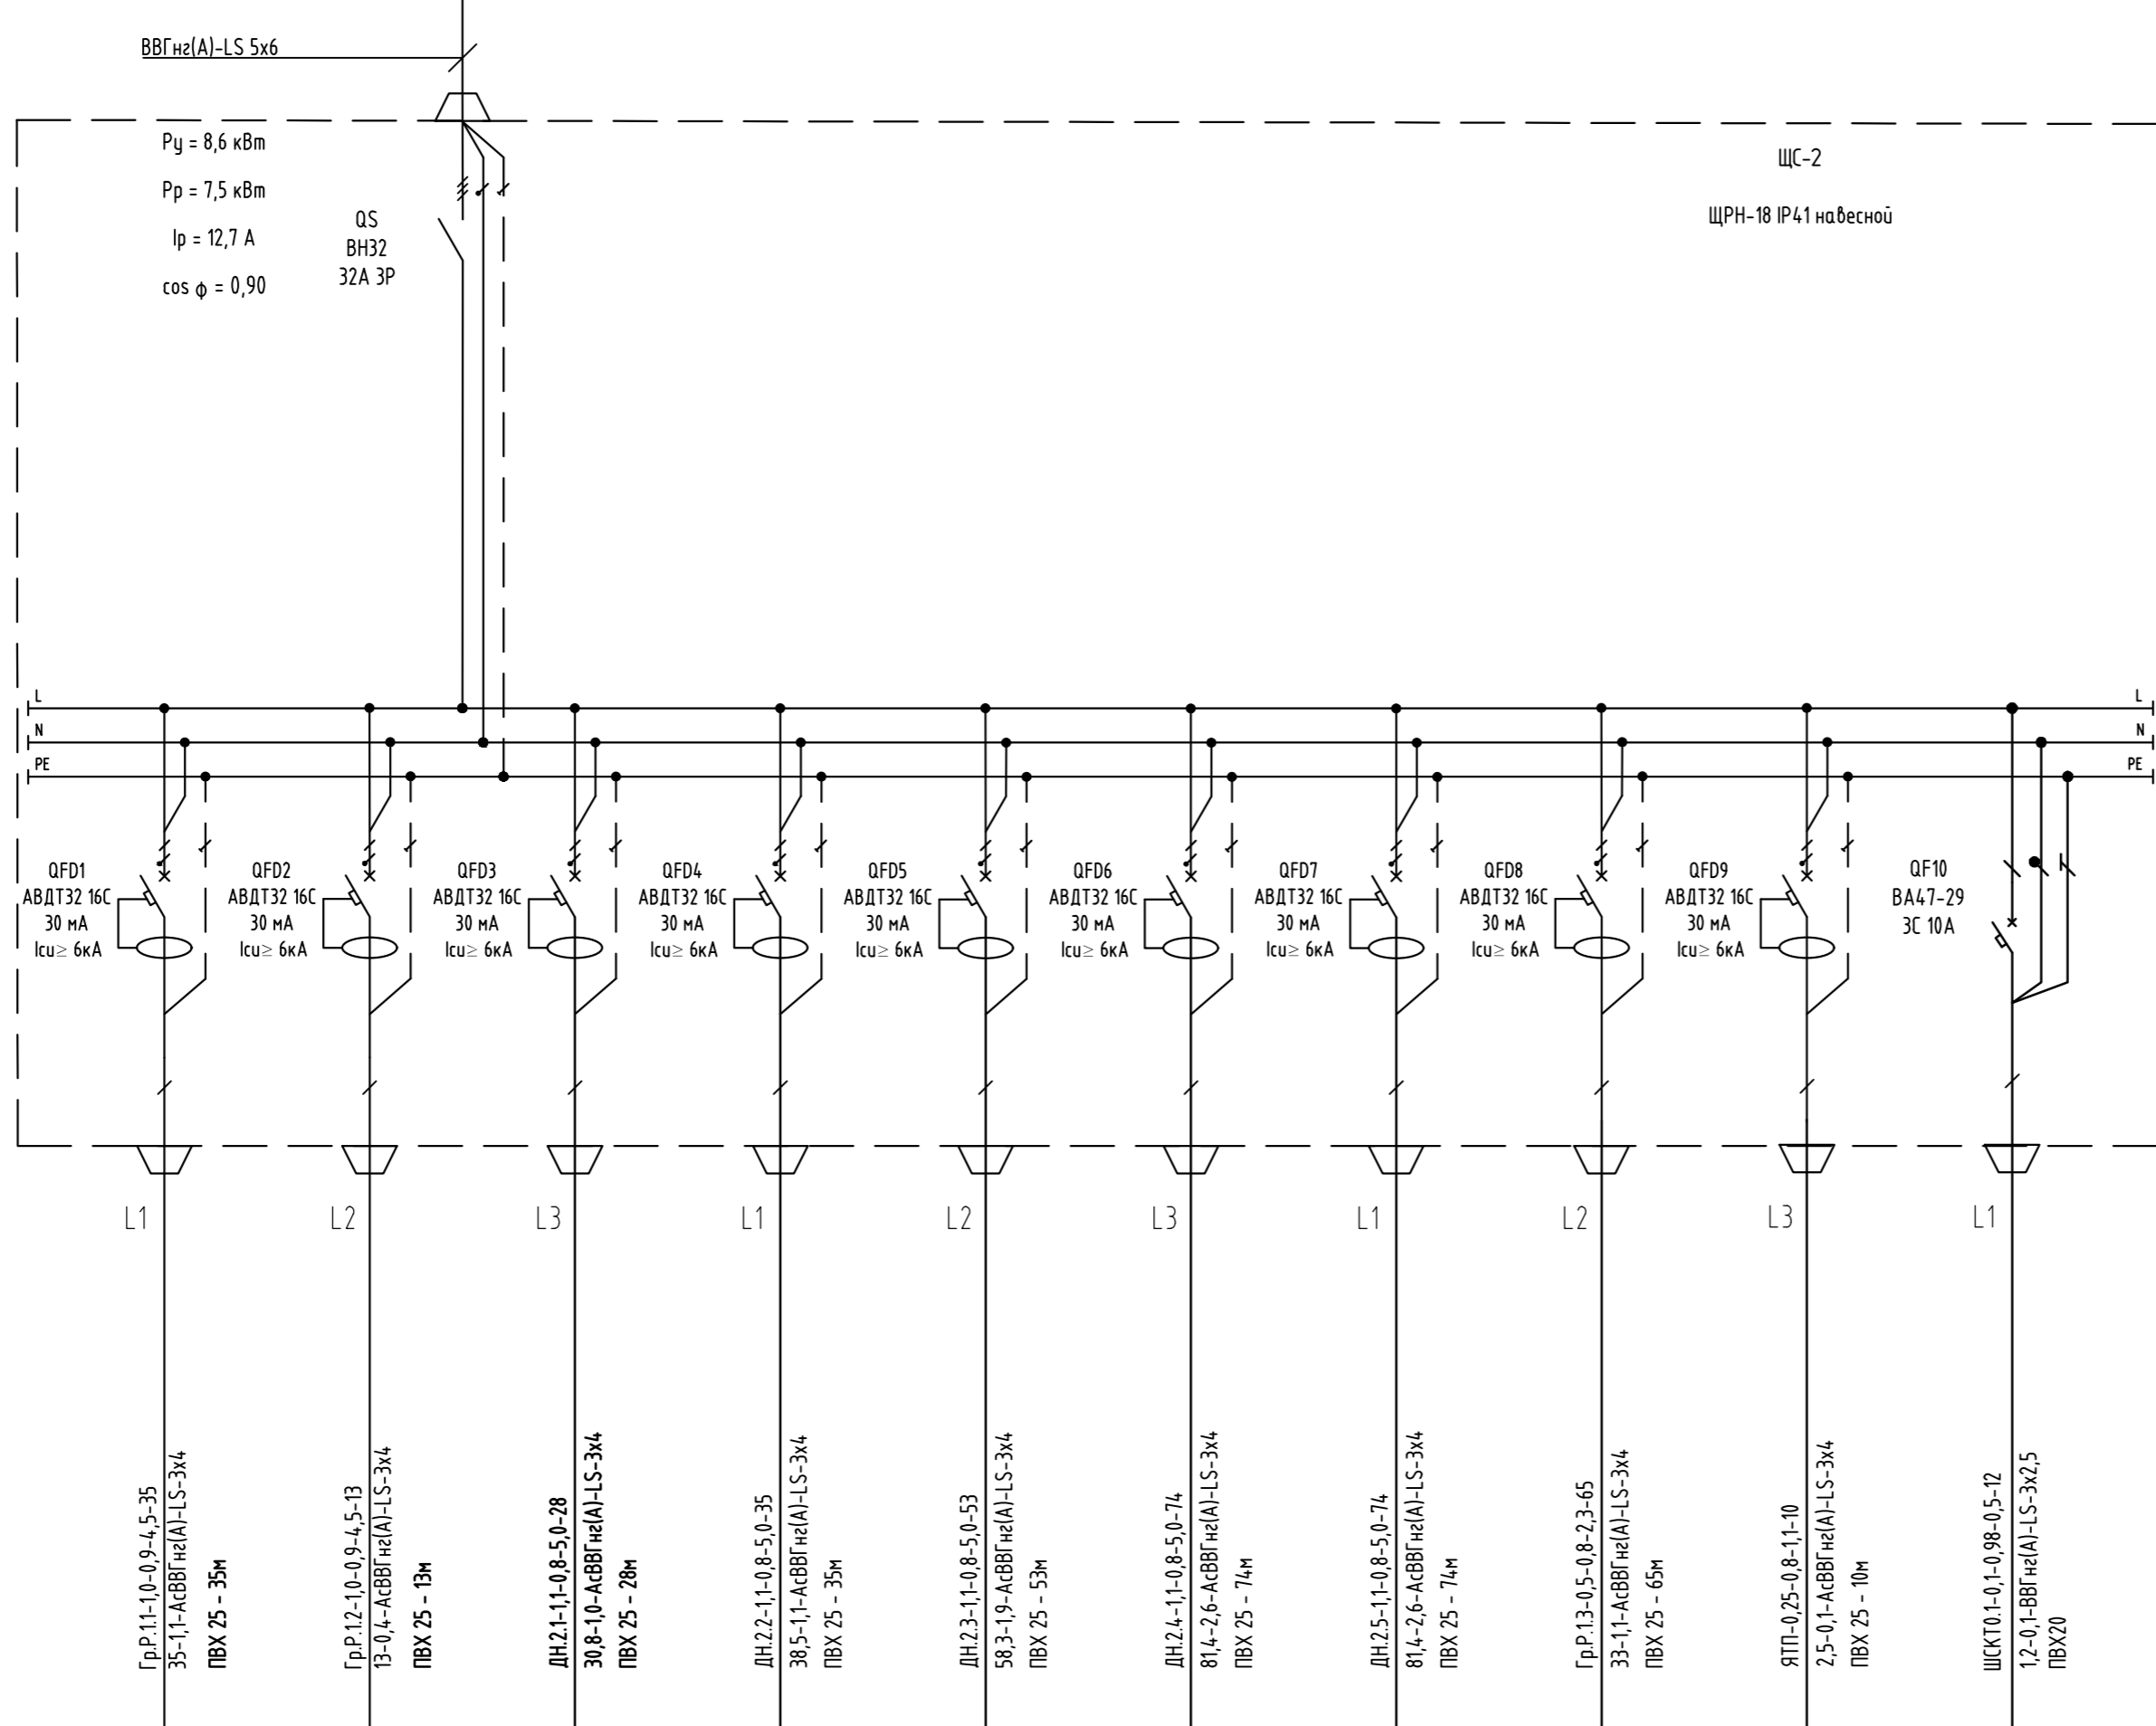 ВВГнг(А)-LS 5х6
Ру = 8,6 кВт
Рр = 7,5 кВт
Iр = 12,7 А
cos φ = 0,90
QS
ВН32
32А 3Р
ЩС-2
ЩРН-18 IP41 навесной
L
L
N
N
PE
PE
QFD1
АВДТ32 16С
30 мА
Icu≥ 6кА
QFD2
АВДТ32 16С
30 мА
Icu≥ 6кА
QFD3
АВДТ32 16С
30 мА
Icu≥ 6кА
QFD4
АВДТ32 16С
30 мА
Icu≥ 6кА
QFD5
АВДТ32 16С
30 мА
Icu≥ 6кА
QFD6
АВДТ32 16С
30 мА
Icu≥ 6кА
QFD7
АВДТ32 16С
30 мА
Icu≥ 6кА
QFD8
АВДТ32 16С
30 мА
Icu≥ 6кА
QFD9
АВДТ32 16С
30 мА
Icu≥ 6кА
QF10
ВА47-29
3С 10А
L1
L2
L3
L1
L2
L3
L1
L2
L3
L1
Гр.Р.1.1-1,0-0,9-4,5-35
35-1,1-АсВВГнг(А)-LS-3х4
ПВХ 25 - 35м
Гр.Р.1.2-1,0-0,9-4,5-13
13-0,4-АсВВГнг(А)-LS-3х4
ПВХ 25 - 13м
ДН.2.1-1,1-0,8-5,0-28
30,8-1,0-АсВВГнг(А)-LS-3х4
ПВХ 25 - 28м
ДН.2.2-1,1-0,8-5,0-35
38,5-1,1-АсВВГнг(А)-LS-3х4
ПВХ 25 - 35м
ДН.2.3-1,1-0,8-5,0-53
58,3-1,9-АсВВГнг(А)-LS-3х4
ПВХ 25 - 53м
ДН.2.4-1,1-0,8-5,0-74
81,4-2,6-АсВВГнг(А)-LS-3х4
ПВХ 25 - 74м
ДН.2.5-1,1-0,8-5,0-74
81,4-2,6-АсВВГнг(А)-LS-3х4
ПВХ 25 - 74м
Гр.Р.1.3-0,5-0,8-2,3-65
33-1,1-АсВВГнг(А)-LS-3х4
ПВХ 25 - 65м
ЯТП-0,25-0,8-1,1-10
2,5-0,1-АсВВГнг(А)-LS-3х4
ПВХ 25 - 10м
ШСКТ0.1-0,1-0,98-0,5-12
1,2-0,1-ВВГнг(А)-LS-3х2,5
ПВХ20